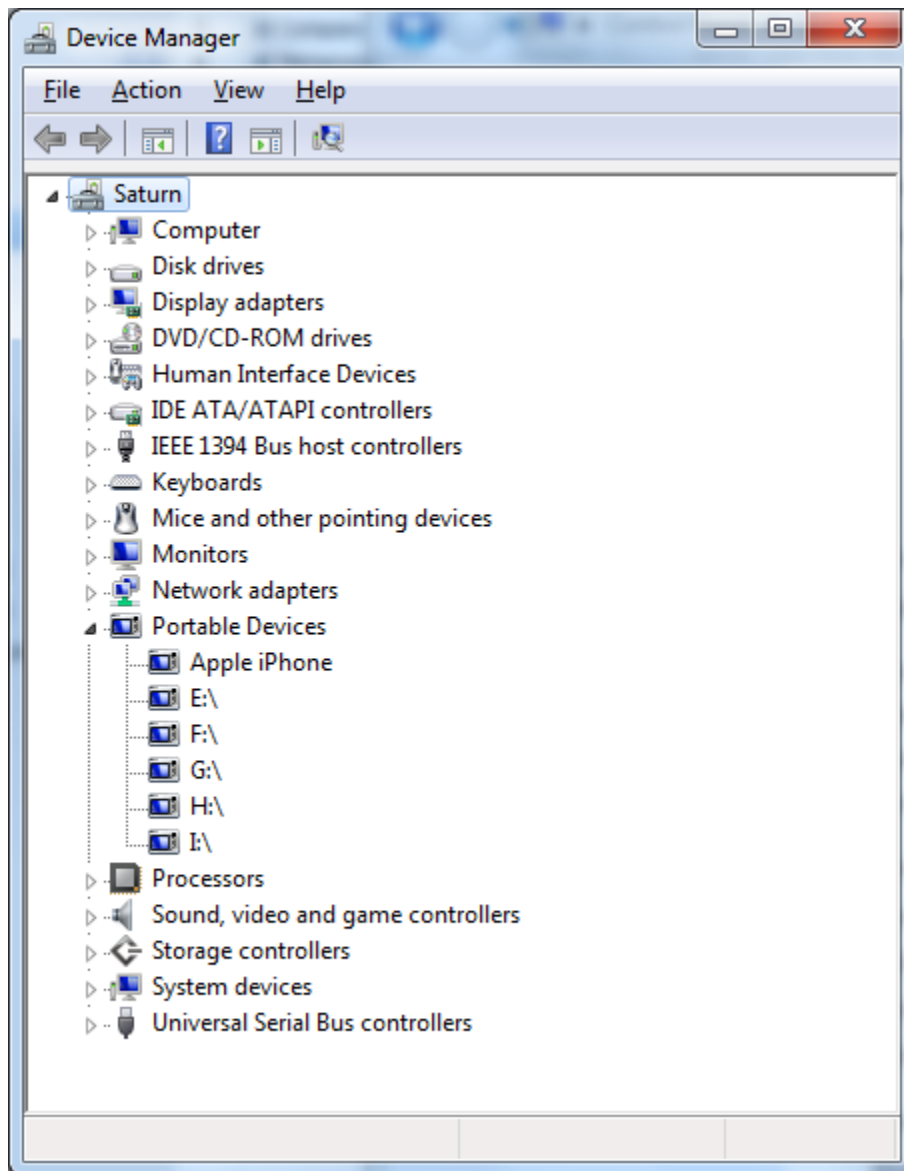 Device Manager
File Action View Help
Saturn
Computer
Disk drives
Display adapters
DVD/CD-ROM drives
Human Interface Devices
IDE ATA/ATAPI controllers
IEEE 1394 Bus host controllers
Keyboards
Mice and other pointing devices
Monitors
Network adapters
Portable Devices
Apple iPhone
E:\
F:\
G:\
H:\
I:\
Processors
Sound, video and game controllers
Storage controllers
System devices
Universal Serial Bus controllers